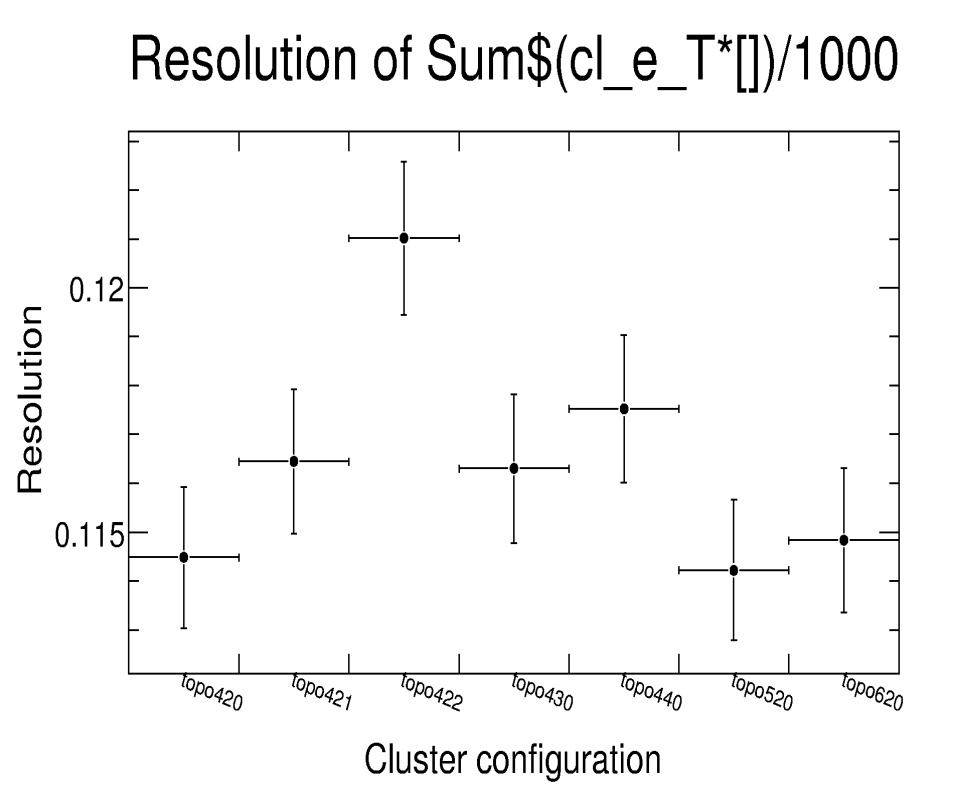 Resolution of Sum$(cl_e_T*[])/1000
Resolution
0.12
0.115
topo420 topo421 topo422 topo430 topo440 topo520 topo620
Cluster configuration